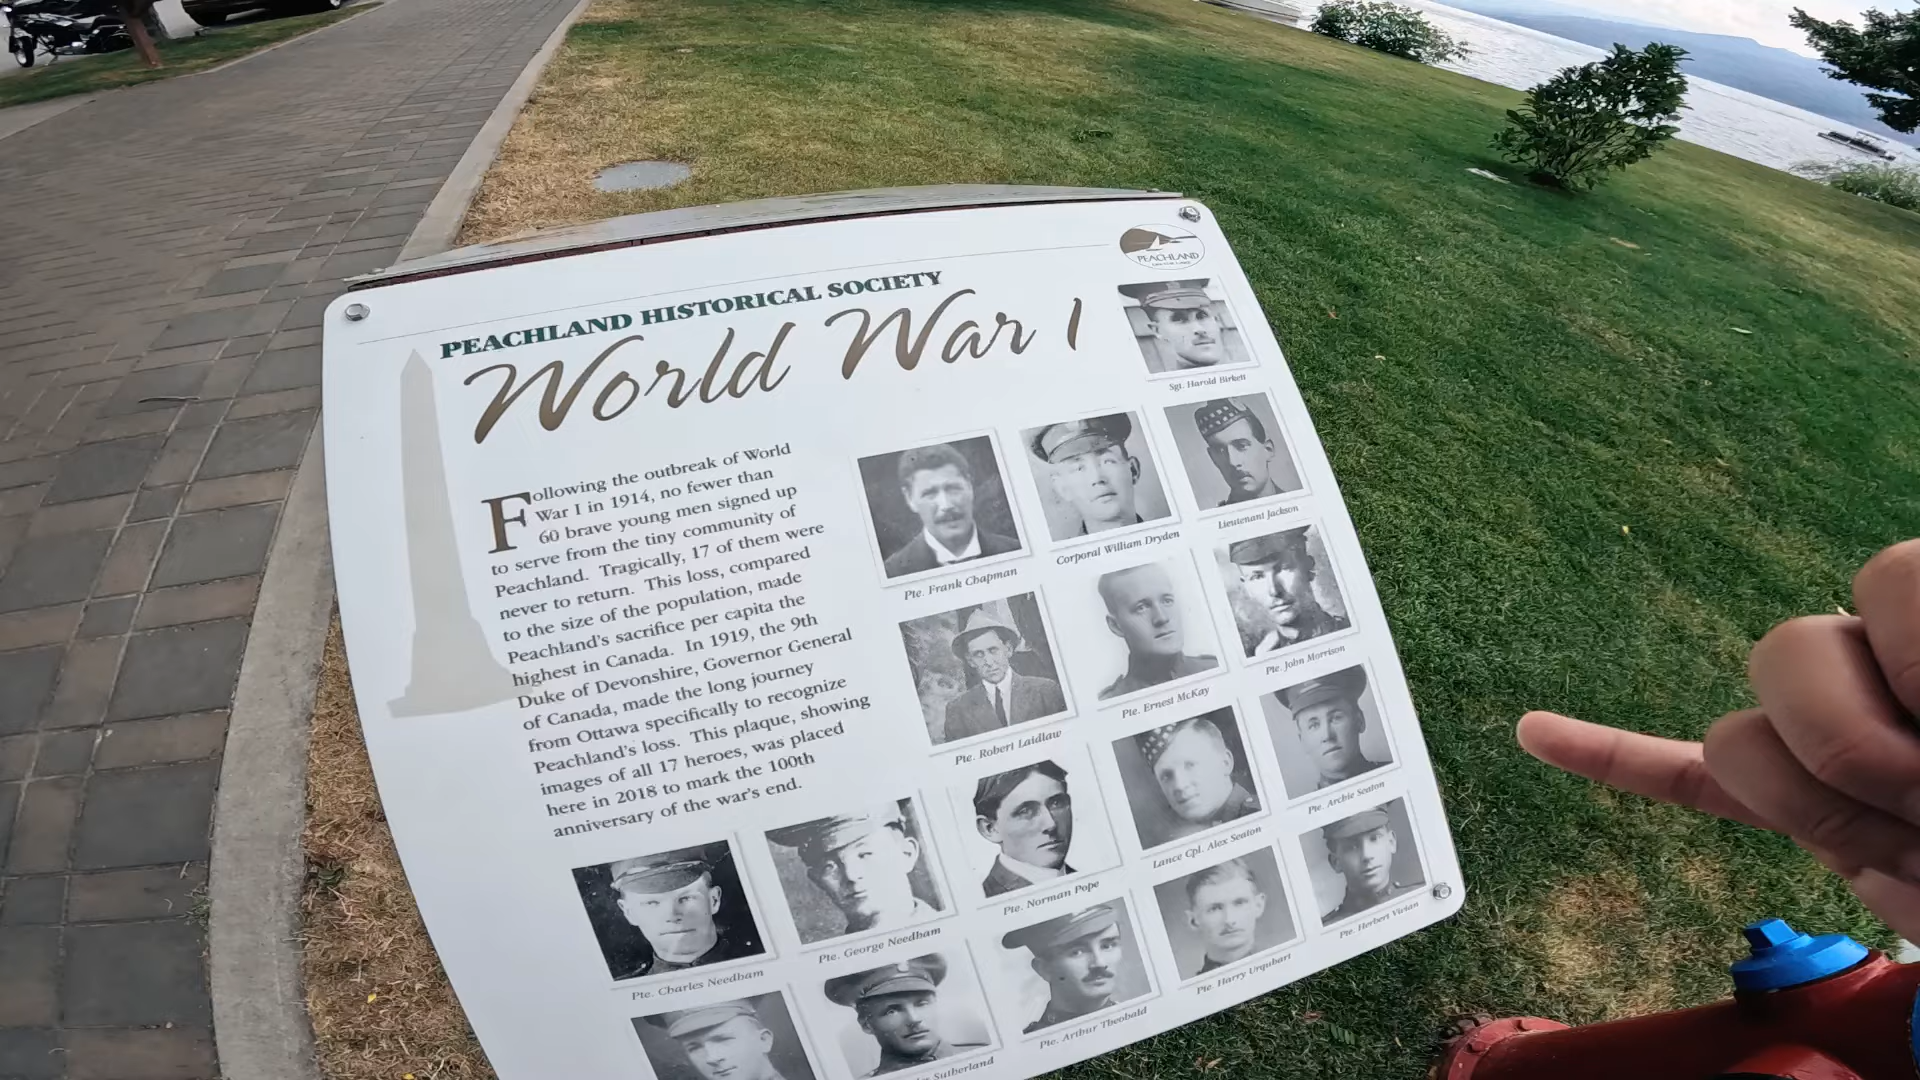 PEACHLAND
PEACHLAND HISTORICAL SOCIETY
World War I
Following the outbreak of World
War I in 1914, no fewer than
60 brave young men signed up
to serve from the tiny community of
Peachland. Tragically, 17 of them were
never to return. This loss, compared
to the size of the population, made
Peachland's sacrifice per capita the
highest in Canada. In 1919, the 9th
Duke of Devonshire, Governor General
of Canada, made the long journey
from Ottawa specifically to recognize
Peachland's loss. This plaque, showing
images of all 17 heroes, was placed
here in 2018 to mark the 100th
anniversary of the war's end.
Sgt. Harold Birkett
Pte. Frank Chapman
Corporal William Dryden
Lieutenant Jackson
Pte. Robert Laidlaw
Pte. Ernest McKay
Pte. John Morrison
Pte. Charles Needham
Pte. George Needham
Pte. Norman Pope
Lance Cpl. Alex Seaton
Pte. Archie Seaton
Sutherland
Pte. Arthur Theobald
Pte. Harry Urquhart
Pte. Herbert Vivian